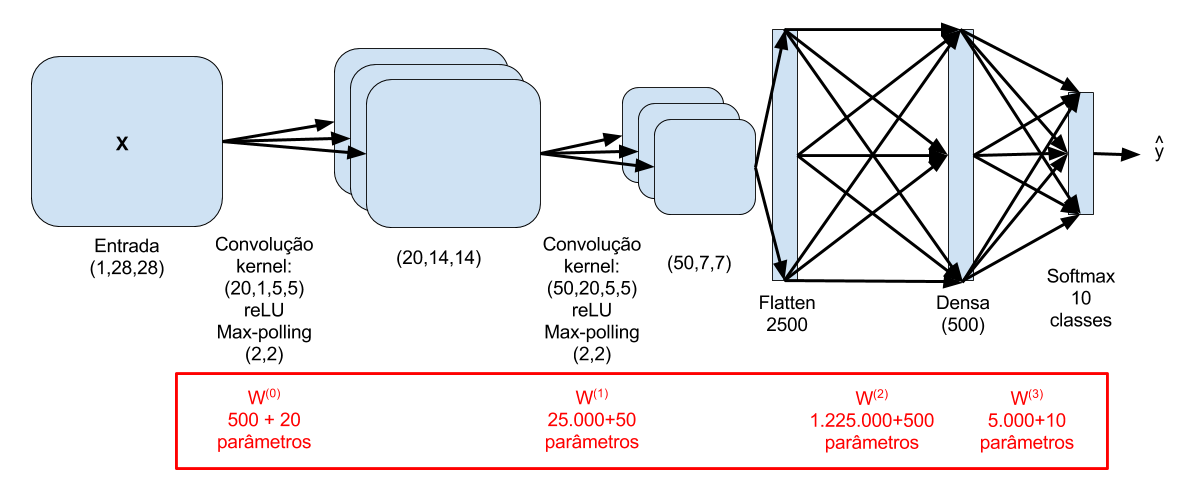 X
Entrada
(1,28,28)
Convolução
kernel:
(20,1,5,5)
reLU
Max-polling
(2,2)
(20,14,14)
Convolução
kernel:
(50,20,5,5)
reLU
Max-polling
(2,2)
(50,7,7)
Flatten
2500
Densa
(500)
Softmax
10
classes
^
y
W(0)
500 + 20
parâmetros
W(1)
25.000+50
parâmetros
W(2)
1.225.000+500
parâmetros
W(3)
5.000+10
parâmetros